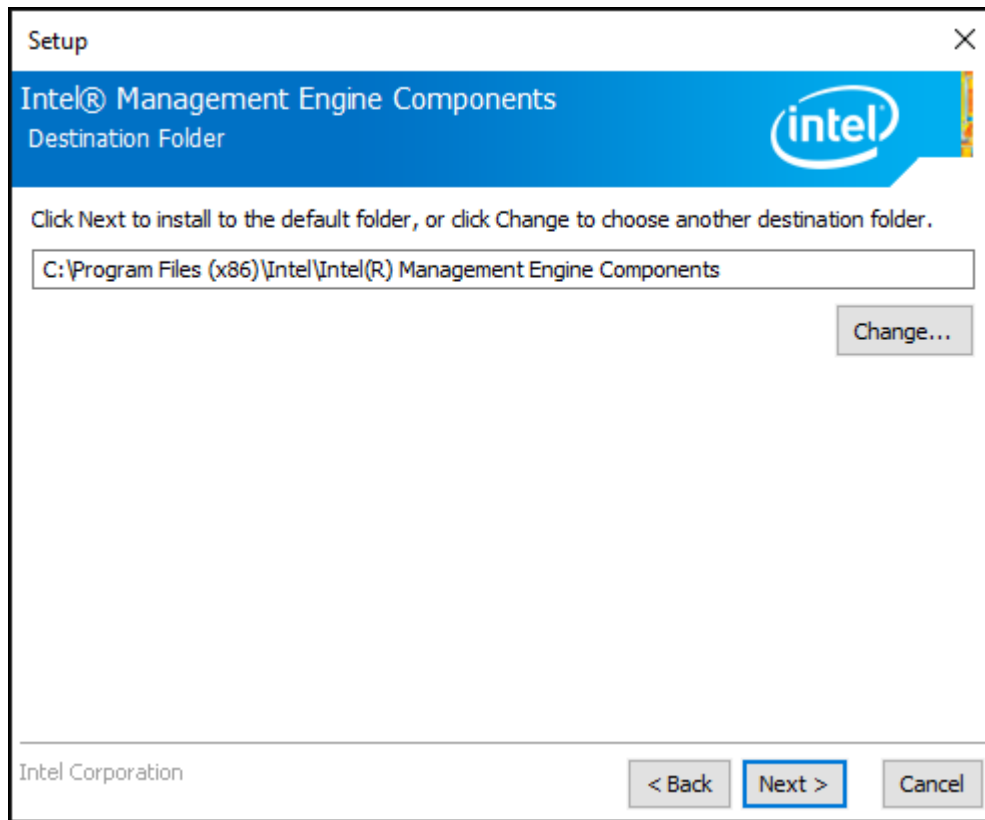 Setup
Intel® Management Engine Components
Destination Folder
intel
Click Next to install to the default folder, or click Change to choose another destination folder.
C:\Program Files (x86)\Intel\Intel(R) Management Engine Components
Change...
Intel Corporation
< Back
Next >
Cancel